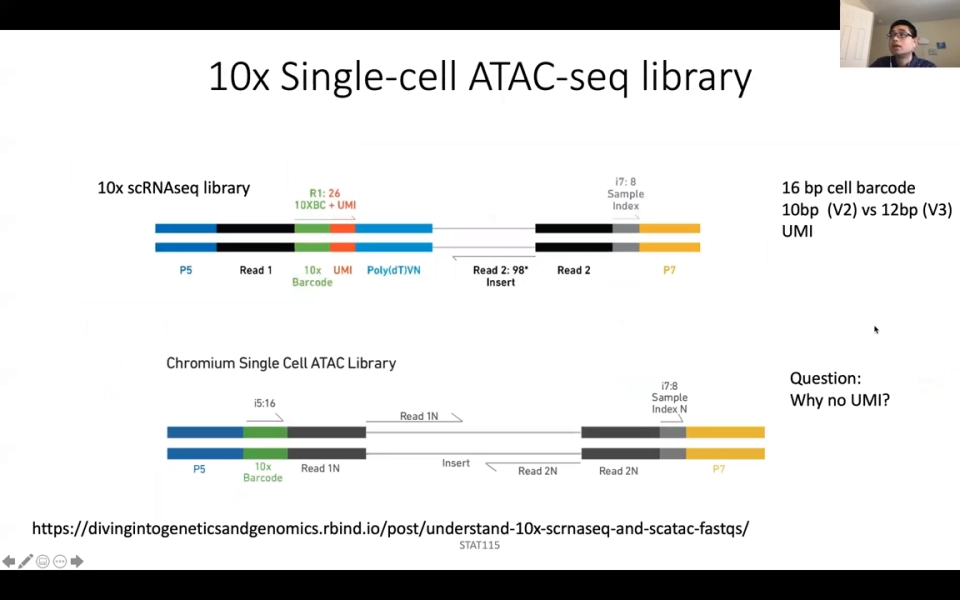 10x Single-cell ATAC-seq library
10x scRNAseq library
R1: 26
10XBC + UMI
i7: 8
Sample
Index
16 bp cell barcode
10bp (V2) vs 12bp (V3)
UMI
P5
Read 1
10x
Barcode
UMI
Poly(dT)VN
Read 2: 98*
Insert
Read 2
P7
Chromium Single Cell ATAC Library
i5:16
Read 1N
i7:8
Sample
Index N
Question:
Why no UMI?
P5
10x
Barcode
Read 1N
Insert
Read 2N
Read 2N
P7
https://divingintogeneticsandgenomics.rbind.io/post/understand-10x-scrnaseq-and-scatac-fastqs/
STAT115